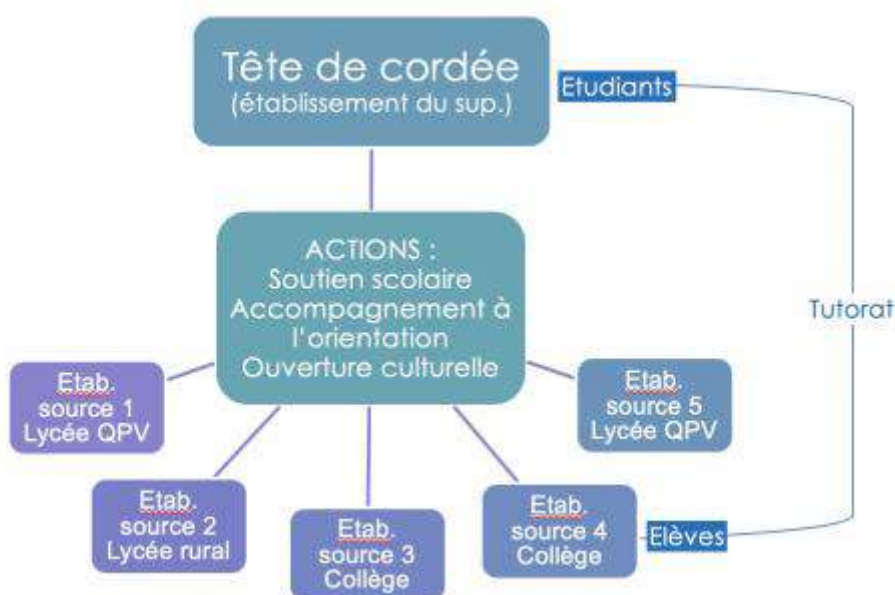 Tête de cordée
(établissement du sup.)
Etudiants
ACTIONS :
Soutien scolaire
Accompagnement à
l'orientation
Ouverture culturelle
Tutorat
Etab.
source 1
Lycée QPV
Etab.
source 2
Lycée rural
Etab.
source 3
Collège
Etab.
source 4
Collège
Etab.
source 5
Lycée QPV
Elèves